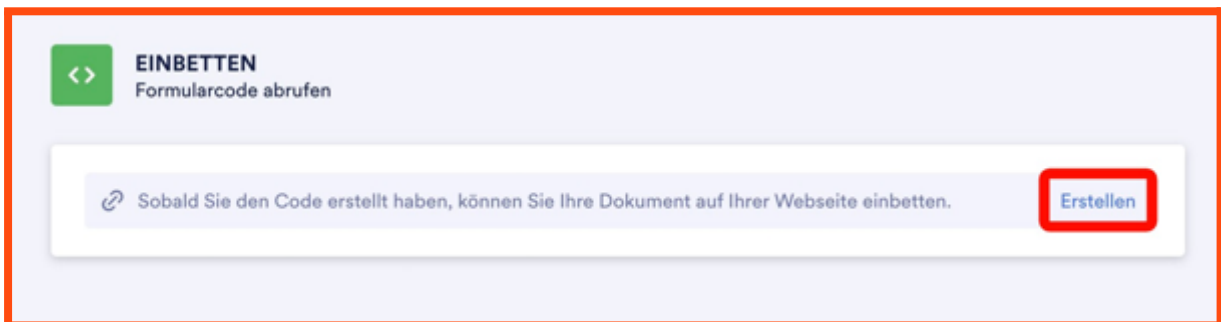 EINBETTEN
Formularcode abrufen
Sobald Sie den Code erstellt haben, können Sie Ihre Dokument auf Ihrer Webseite einbetten. Erstellen